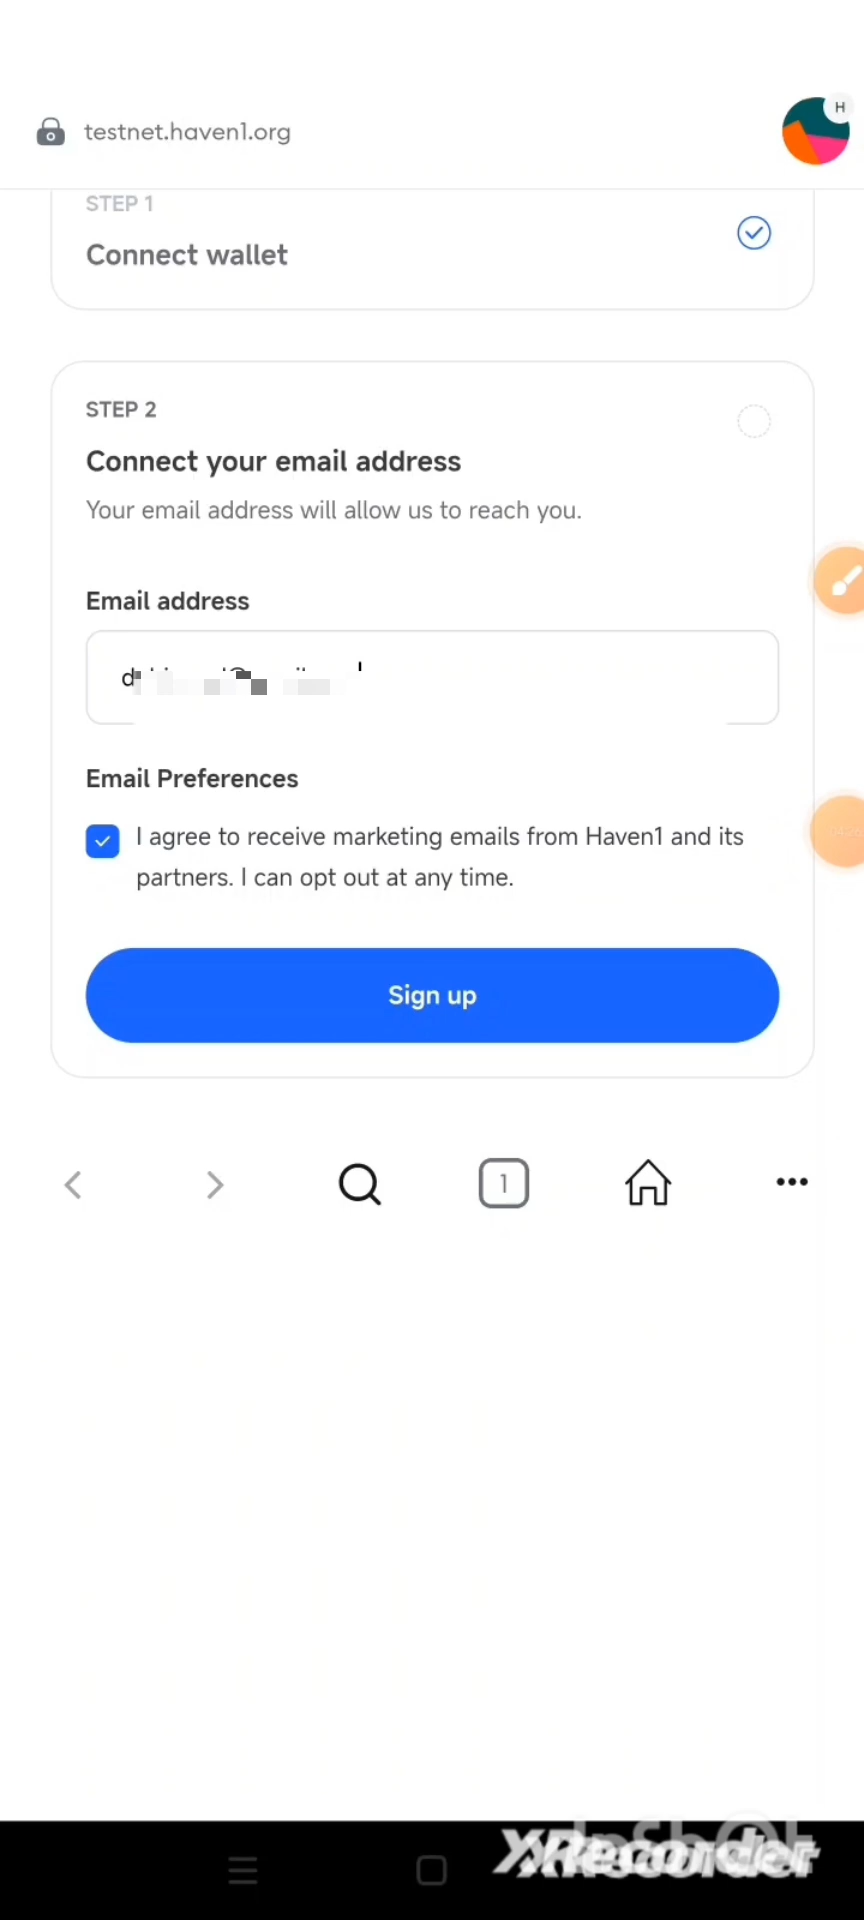 testnet.haven1.org
H
STEP 1
Connect wallet
STEP 2
Connect your email address
Your email address will allow us to reach you.
Email address
Email Preferences
I agree to receive marketing emails from Haven1 and its
partners. I can opt out at any time.
Sign up
1
XRecorder